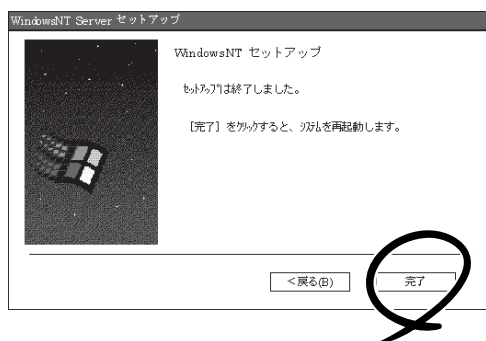 WindowsNT Server セットアップ
WindowsNT セットアップ
ｾｯﾄｱｯﾌﾟは終了しました。
［完了］をｸﾘｯｸすると、ｼｽﾃﾑを再起動します。
<戻る(B)
完了